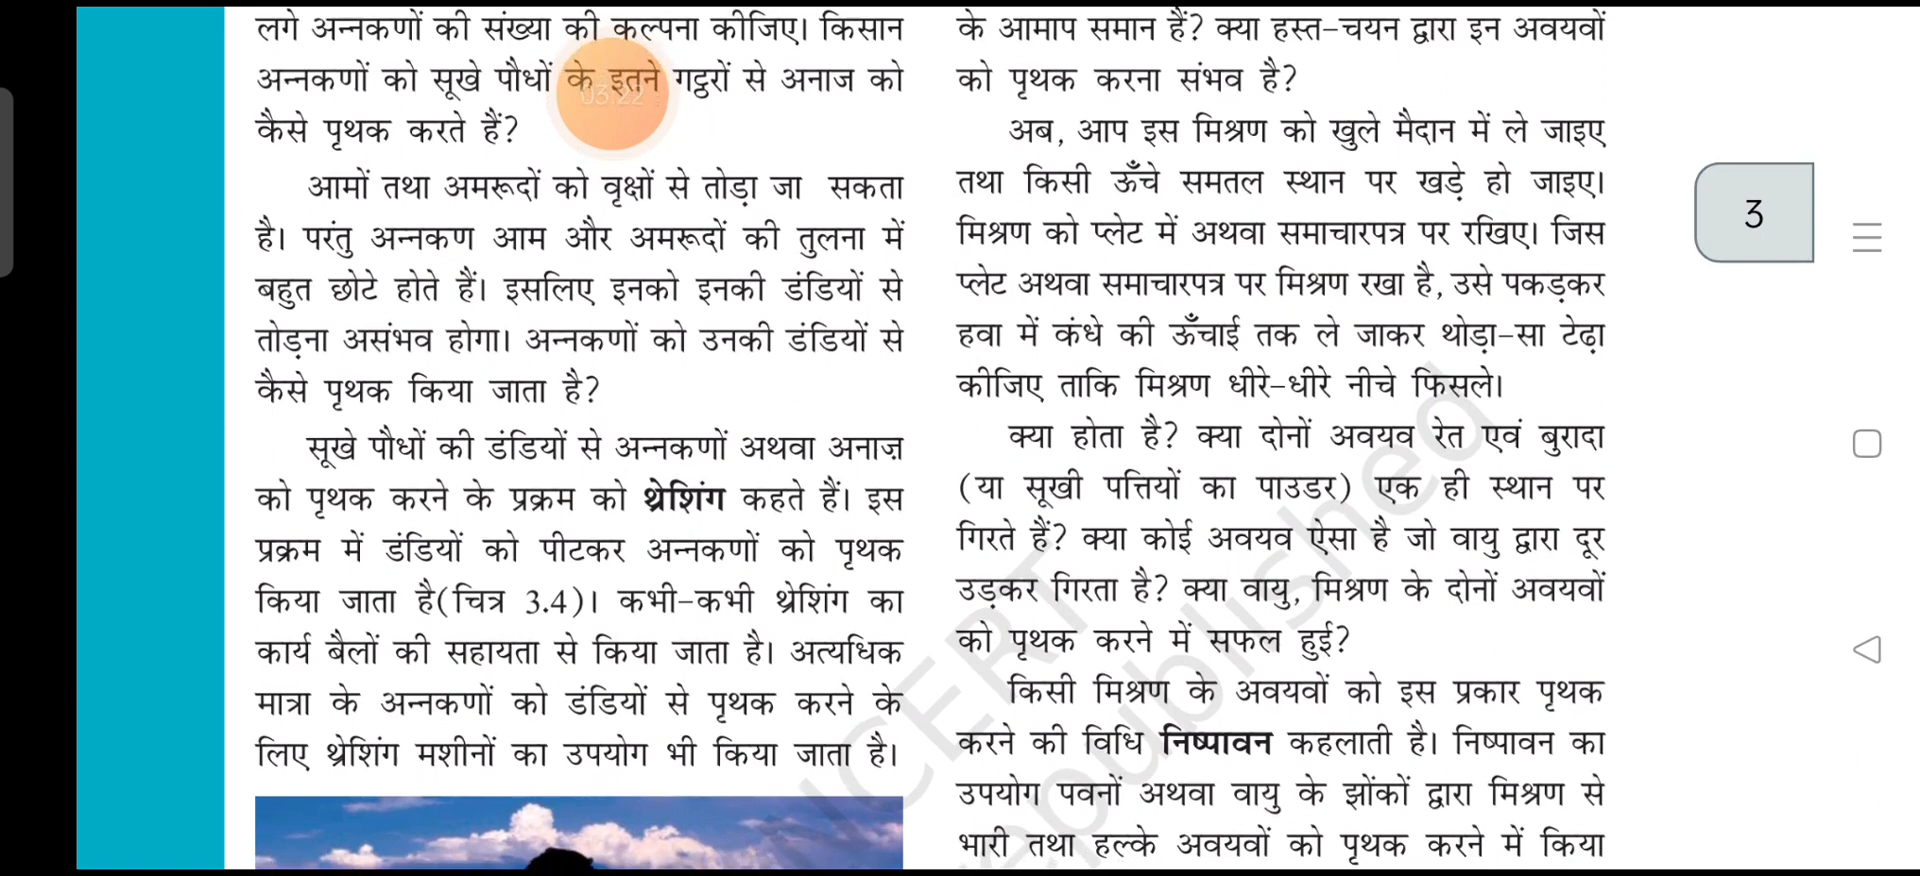 लगे अन्नकणों की संख्या की कल्पना कीजिए। किसान
अन्नकणों को सूखे पौधों के इतने गट्ठरों से अनाज को
कैसे पृथक करते हैं?
03:22
आमों तथा अमरूदों को वृक्षों से तोड़ा जा सकता
है। परंतु अन्नकण आम और अमरूदों की तुलना में
बहुत छोटे होते हैं। इसलिए इनको इनकी डंडियों से
तोड़ना असंभव होगा। अन्नकणों को उनकी डंडियों से
कैसे पृथक किया जाता है?
सूखे पौधों की डंडियों से अन्नकणों अथवा अनाज़
को पृथक करने के प्रक्रम को थ्रेशिंग कहते हैं। इस
प्रक्रम में डंडियों को पीटकर अन्नकणों को पृथक
किया जाता है(चित्र 3.4)। कभी-कभी थ्रेशिंग का
कार्य बैलों की सहायता से किया जाता है। अत्यधिक
मात्रा के अन्नकणों को डंडियों से पृथक करने के
लिए थ्रेशिंग मशीनों का उपयोग भी किया जाता है।
के आमाप समान हैं? क्या हस्त-चयन द्वारा इन अवयवों
को पृथक करना संभव है?
अब, आप इस मिश्रण को खुले मैदान में ले जाइए
तथा किसी ऊँचे समतल स्थान पर खड़े हो जाइए।
मिश्रण को प्लेट में अथवा समाचारपत्र पर रखिए। जिस
प्लेट अथवा समाचारपत्र पर मिश्रण रखा है, उसे पकड़कर
हवा में कंधे की ऊँचाई तक ले जाकर थोड़ा-सा टेढ़ा
कीजिए ताकि मिश्रण धीरे-धीरे नीचे फिसले।
क्या होता है? क्या दोनों अवयव रेत एवं बुरादा
(या सूखी पत्तियों का पाउडर) एक ही स्थान पर
गिरते हैं? क्या कोई अवयव ऐसा है जो वायु द्वारा दूर
उड़कर गिरता है? क्या वायु, मिश्रण के दोनों अवयवों
को पृथक करने में सफल हुई?
किसी मिश्रण के अवयवों को इस प्रकार पृथक
करने की विधि निष्पावन कहलाती है। निष्पावन का
उपयोग पवनों अथवा वायु के झोंकों द्वारा मिश्रण से
भारी तथा हल्के अवयवों को पृथक करने में किया
3
NCERT
republished